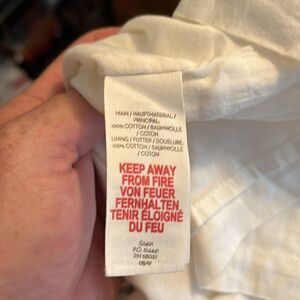 MAIN / HAUPTMATERIAL /
PRINCIPAL:
100% COTTON / BAUMWOLLE
/ COTON
LINING / FUTTER / DOUBLURE:
100% COTTON / BAUMWOLLE
/ COTON
KEEP AWAY
FROM FIRE
VON FEUER
FERNHALTEN
TENIR ÉLOIGNÉ
DU FEU
P.O.